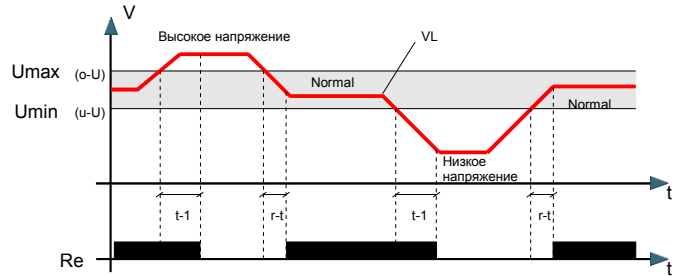 V
Высокое напряжение
VL
Umax (o-U)
Normal
Umin (u-U)
Normal
Низкое
напряжение
t
t-1
r-t
t-1
r-t
Re
t